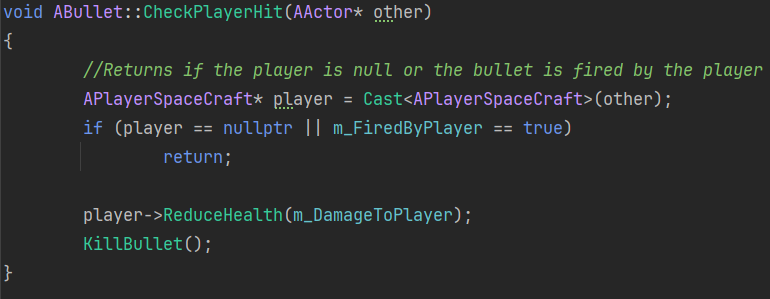 void ABullet::CheckPlayerHit(AActor* other)
{
//Returns if the player is null or the bullet is fired by the player
APlayerSpaceCraft* player = Cast<APlayerSpaceCraft>(other);
if (player == nullptr || m_FiredByPlayer == true)
return;
player->ReduceHealth(m_DamageToPlayer);
KillBullet();
}